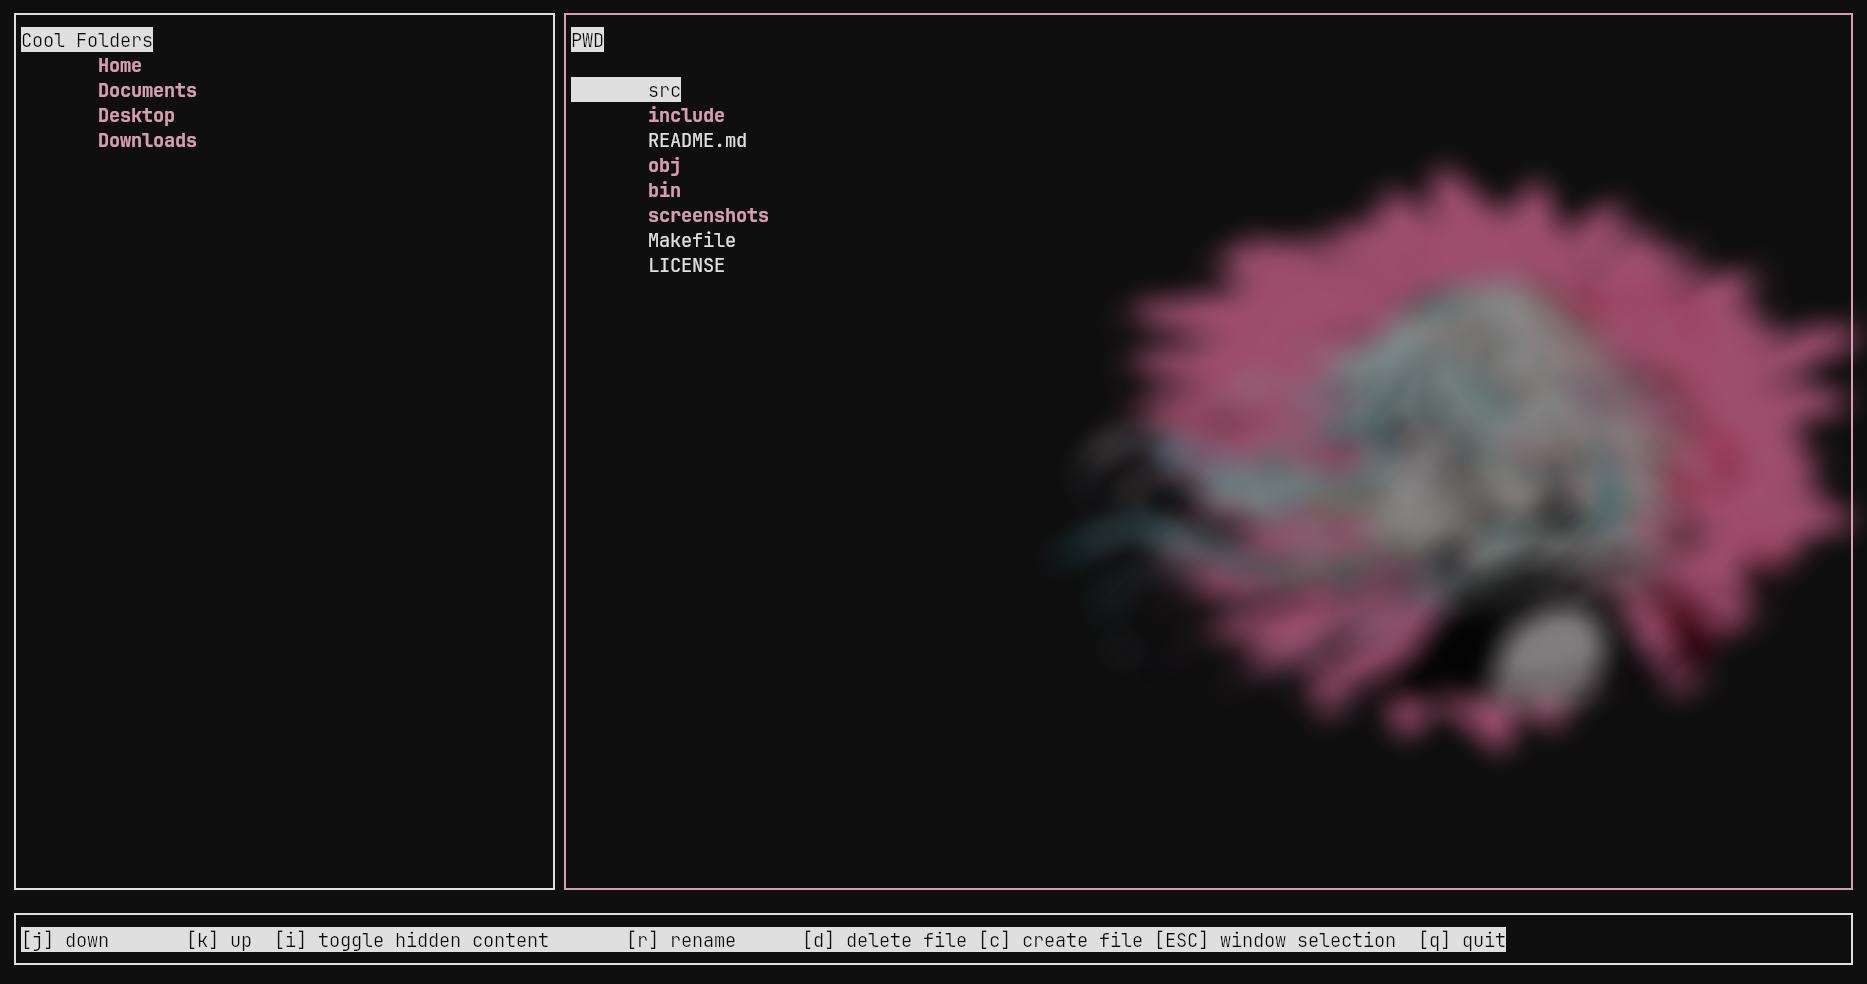 Cool Folders
Home
Documents
Desktop
Downloads
PWD
src
include
README.md
obj
bin
screenshots
Makefile
LICENSE
[j] down [k] up [i] toggle hidden content [r] rename [d] delete file [c] create file [ESC] window selection [q] quit